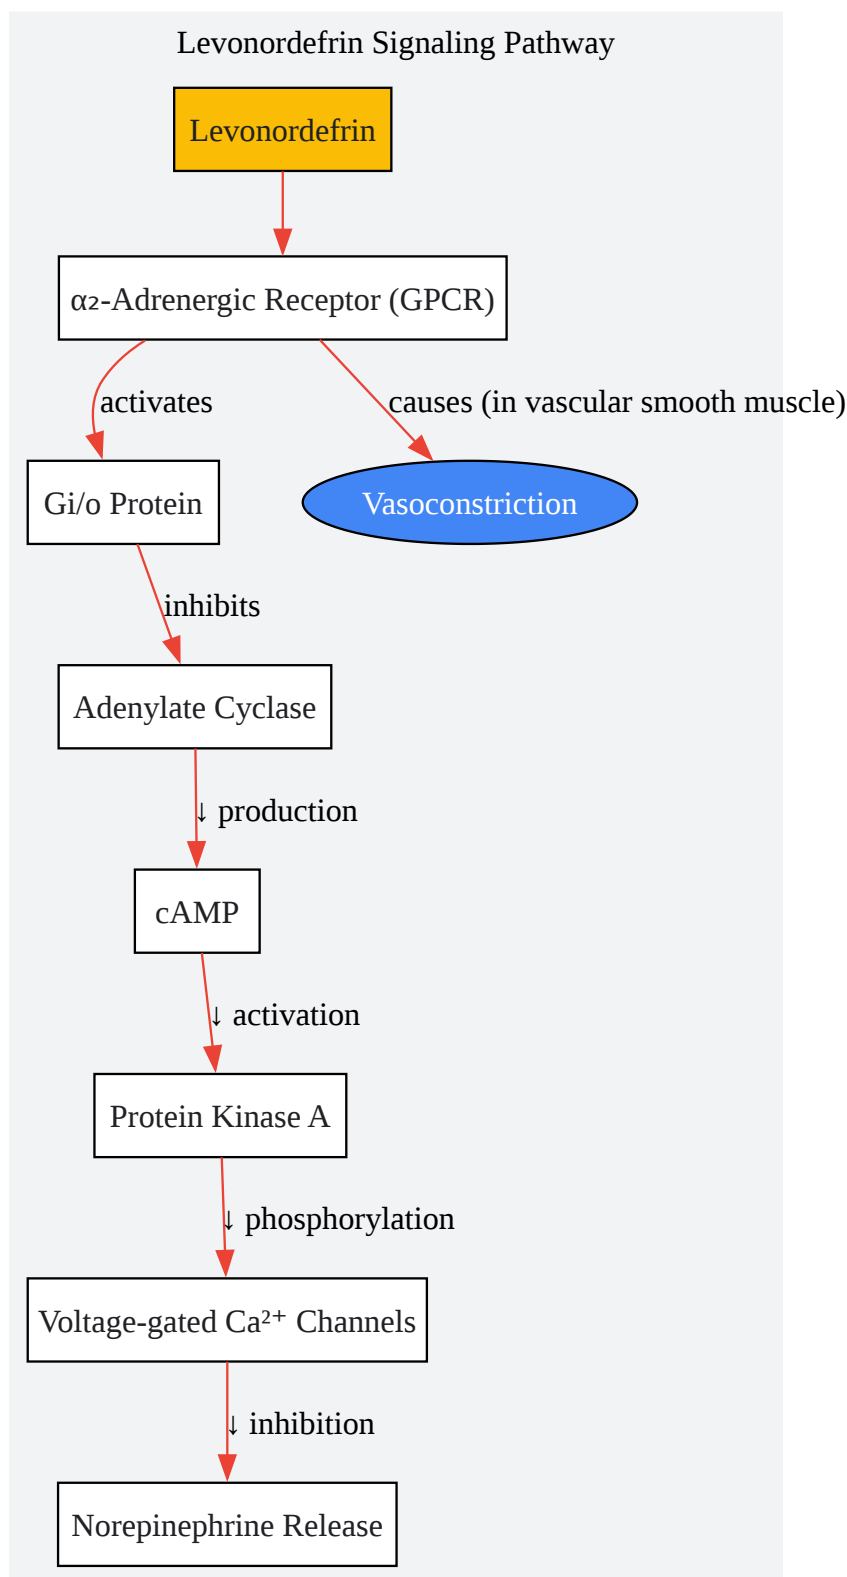 Levonordefrin Signaling Pathway
Levonordefrin
α₂-Adrenergic Receptor (GPCR)
activates
causes (in vascular smooth muscle)
Gi/o Protein
Vasoconstriction
inhibits
Adenylate Cyclase
↓ production
cAMP
↓ activation
Protein Kinase A
↓ phosphorylation
Voltage-gated Ca²⁺ Channels
↓ inhibition
Norepinephrine Release